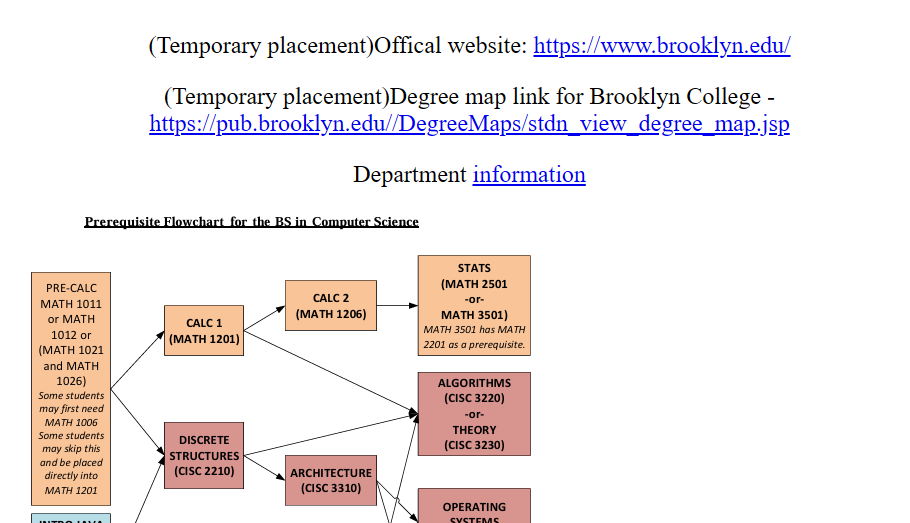 (Temporary placement)Offical website: https://www.brooklyn.edu/
(Temporary placement)Degree map link for Brooklyn College -
https://pub.brooklyn.edu//DegreeMaps/stdn_view_degree_map.jsp
Department information
Prerequisite Flowchart for the BS in Computer Science
PRE-CALC
MATH 1011
or MATH
1012 or
(MATH 1021
and MATH
1026)
Some students
may first need
MATH 1006
Some students
may skip this
and be placed
directly into
MATH 1201
CALC 1
(MATH 1201)
CALC 2
(MATH 1206)
STATS
(MATH 2501
-or-
MATH 3501)
MATH 3501 has MATH
2201 as a prerequisite.
ALGORITHMS
(CISC 3220)
-or-
THEORY
(CISC 3230)
DISCRETE
STRUCTURES
(CISC 2210)
ARCHITECTURE
(CISC 3310)
OPERATING
SYSTEMS
INTRO JAVA